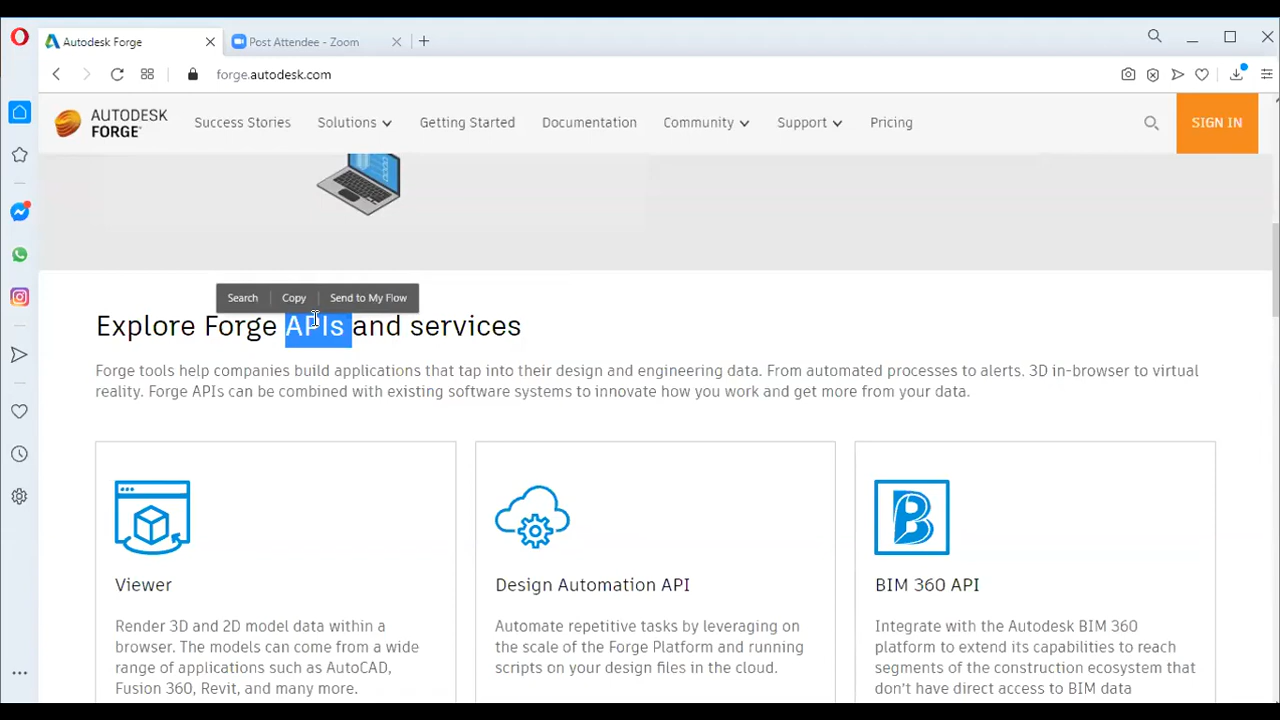 Autodesk Forge
Post Attendee - Zoom
forge.autodesk.com
AUTODESK
FORGE
Success Stories
Solutions
Getting Started
Documentation
Community
Support
Pricing
SIGN IN
Search
Copy
Send to My Flow
Explore Forge APIs and services
Forge tools help companies build applications that tap into their design and engineering data. From automated processes to alerts. 3D in-browser to virtual
reality. Forge APIs can be combined with existing software systems to innovate how you work and get more from your data.
Viewer
Render 3D and 2D model data within a
browser. The models can come from a wide
range of applications such as AutoCAD,
Fusion 360, Revit, and many more.
Design Automation API
Automate repetitive tasks by leveraging on
the scale of the Forge Platform and running
scripts on your design files in the cloud.
BIM 360 API
Integrate with the Autodesk BIM 360
platform to extend its capabilities to reach
segments of the construction ecosystem that
don't have direct access to BIM data